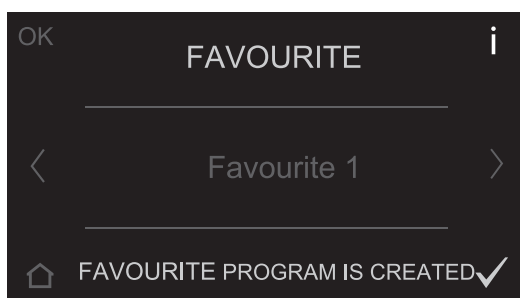 OK
FAVOURITE
i
Favourite 1
FAVOURITE PROGRAM IS CREATED